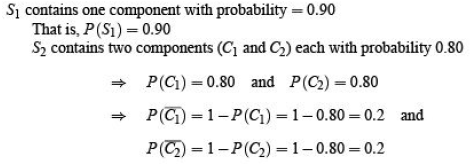 S₁ contains one component with probability = 0.90
That is, P(S₁) = 0.90
S₂ contains two components (C₁ and C₂) each with probability 0.80
⇒ P(C₁) = 0.80 and P(C₂) = 0.80
⇒ P(C̅₁) = 1 − P(C₁) = 1 − 0.80 = 0.2 and
P(C̅₂) = 1 − P(C₂) = 1 − 0.80 = 0.2